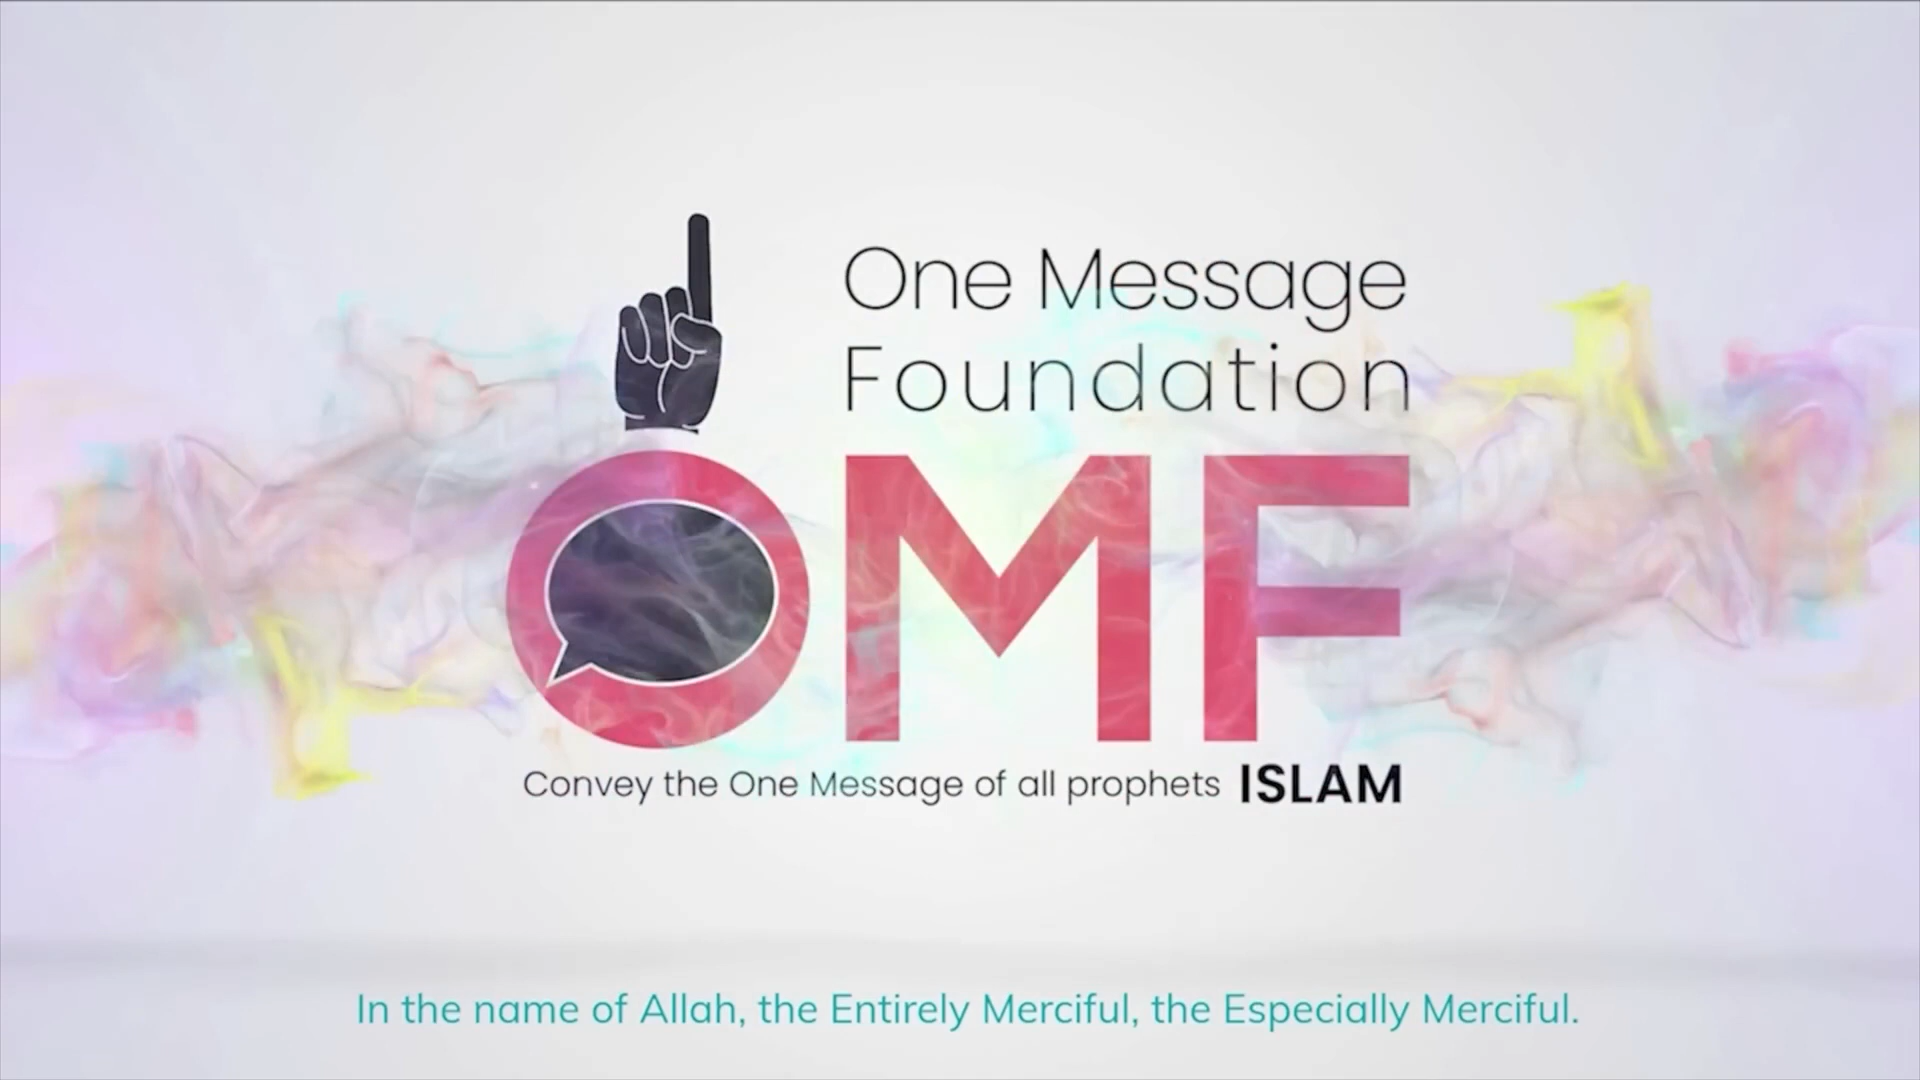 One Message
Foundation
OMF
Convey the One Message of all prophets ISLAM
In the name of Allah, the Entirely Merciful, the Especially Merciful.